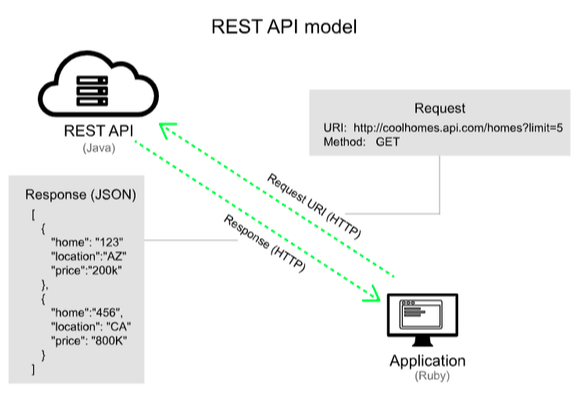 REST API model
REST API
(Java)
Request
URI: http://coolhomes.api.com/homes?limit=5
Method: GET
Request URI (HTTP)
Response (HTTP)
Response (JSON)
[
{
"home": "123"
"location":"AZ"
"price":"200k"
},
{
"home":"456",
"location": "CA"
"price": "800K"
}
]
Application
(Ruby)